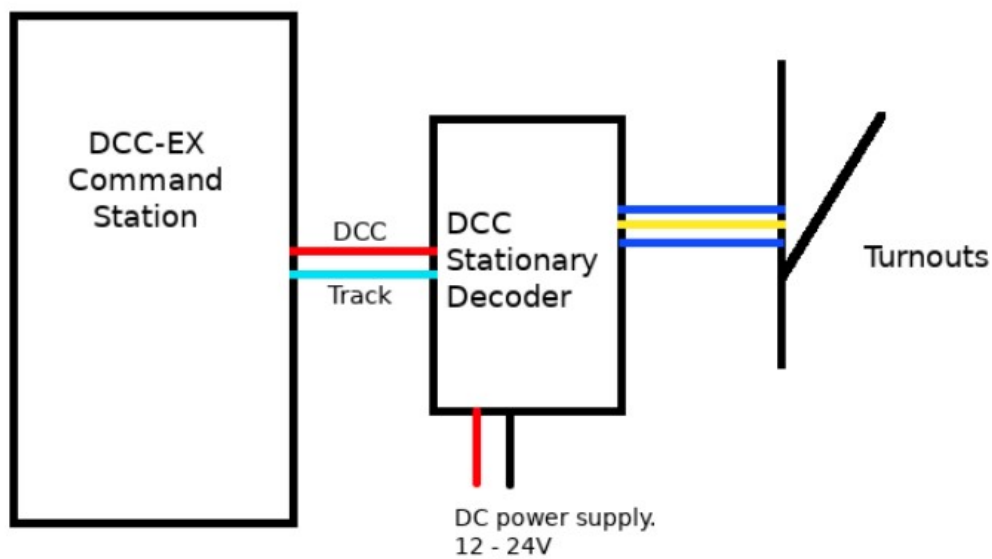 DCC-EX
Command
Station
DCC
Track
DCC
Stationary
Decoder
Turnouts
DC power supply.
12 - 24V